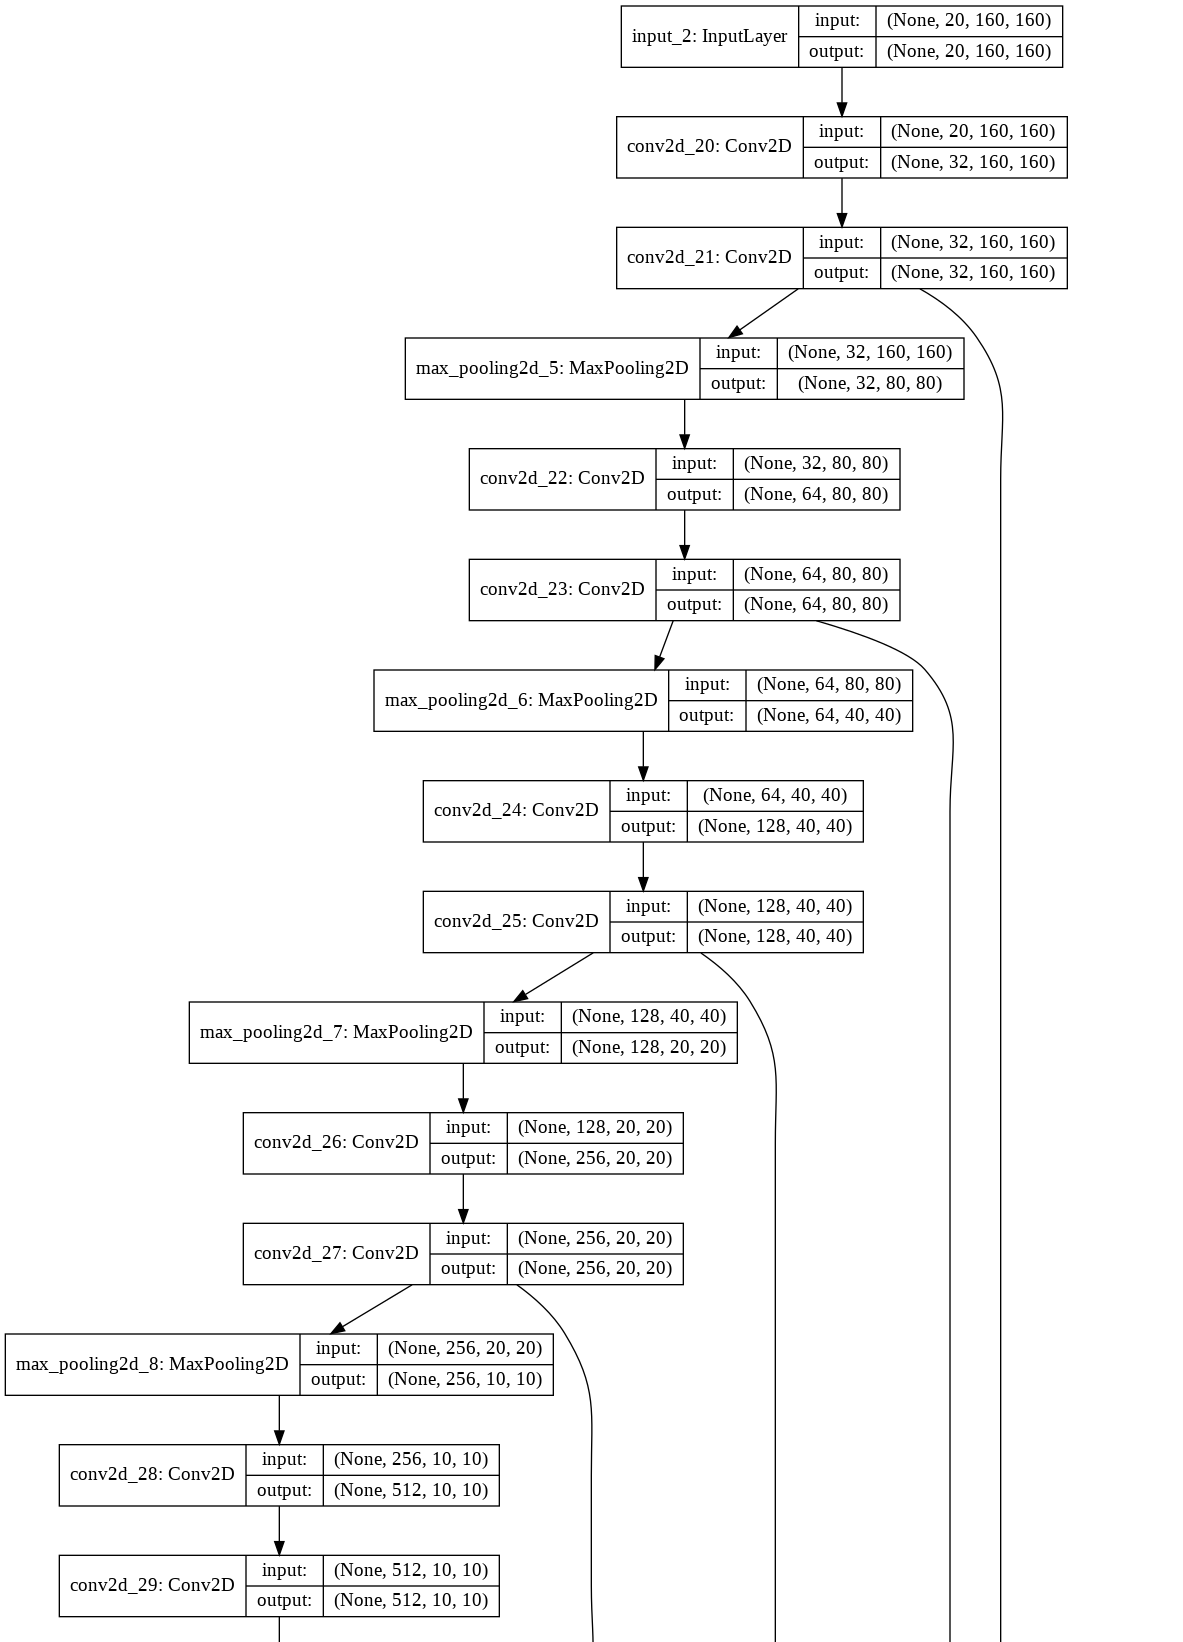 input_2: InputLayer
input: (None, 20, 160, 160)
output: (None, 20, 160, 160)
conv2d_20: Conv2D
input: (None, 20, 160, 160)
output: (None, 32, 160, 160)
conv2d_21: Conv2D
input: (None, 32, 160, 160)
output: (None, 32, 160, 160)
max_pooling2d_5: MaxPooling2D
input: (None, 32, 160, 160)
output: (None, 32, 80, 80)
conv2d_22: Conv2D
input: (None, 32, 80, 80)
output: (None, 64, 80, 80)
conv2d_23: Conv2D
input: (None, 64, 80, 80)
output: (None, 64, 80, 80)
max_pooling2d_6: MaxPooling2D
input: (None, 64, 80, 80)
output: (None, 64, 40, 40)
conv2d_24: Conv2D
input: (None, 64, 40, 40)
output: (None, 128, 40, 40)
conv2d_25: Conv2D
input: (None, 128, 40, 40)
output: (None, 128, 40, 40)
max_pooling2d_7: MaxPooling2D
input: (None, 128, 40, 40)
output: (None, 128, 20, 20)
conv2d_26: Conv2D
input: (None, 128, 20, 20)
output: (None, 256, 20, 20)
conv2d_27: Conv2D
input: (None, 256, 20, 20)
output: (None, 256, 20, 20)
max_pooling2d_8: MaxPooling2D
input: (None, 256, 20, 20)
output: (None, 256, 10, 10)
conv2d_28: Conv2D
input: (None, 256, 10, 10)
output: (None, 512, 10, 10)
conv2d_29: Conv2D
input: (None, 512, 10, 10)
output: (None, 512, 10, 10)